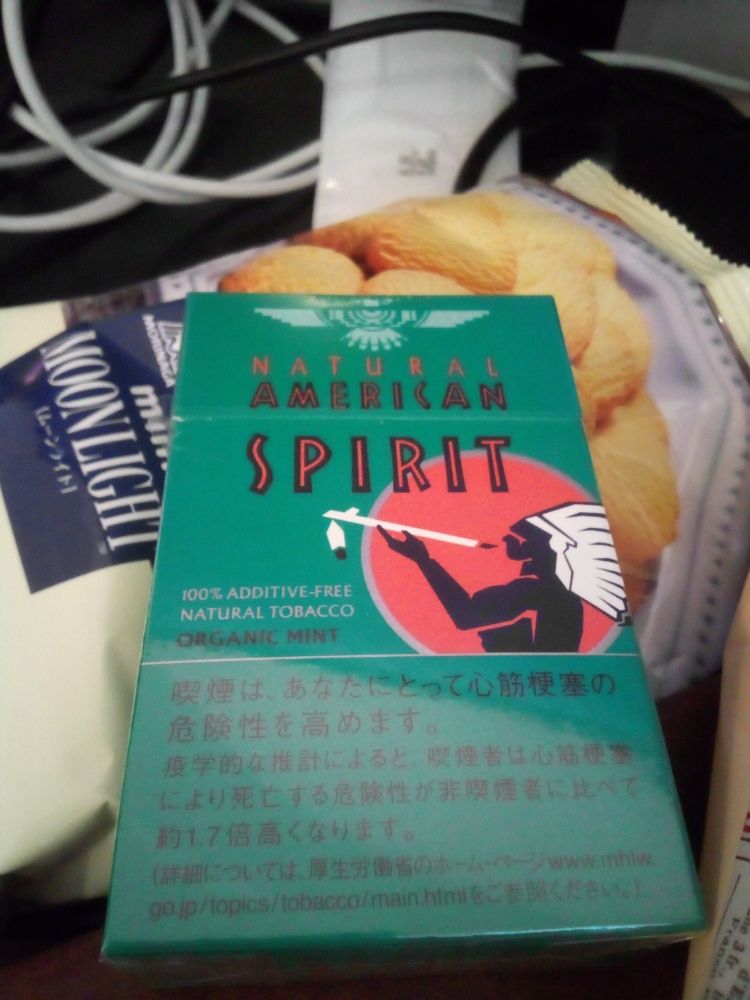 NATURAL
AMERICAN
SPIRIT
100% ADDITIVE-FREE
NATURAL TOBACCO
ORGANIC MINT
喫煙は、あなたにとって心筋梗塞の
危険性を高めます。
疫学的な推計によると、喫煙者は心筋梗塞
により死亡する危険性が非喫煙者に比べて
約1.7倍高くなります。
(詳細については、厚生労働省のホーム・ページwww.mhlw.
go.jp/topics/tobacco/main.htmlをご参照ください。)
MOONLIGHT
[ムーンライト]